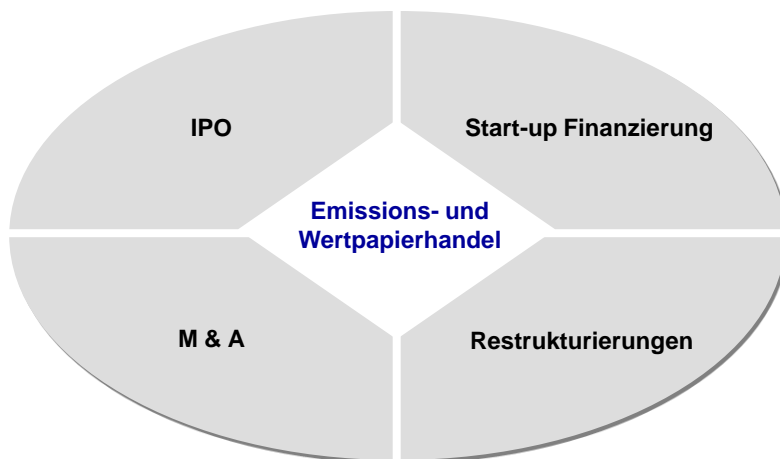 IPO
Start-up Finanzierung
Emissions- und
Wertpapierhandel
M & A
Restrukturierungen